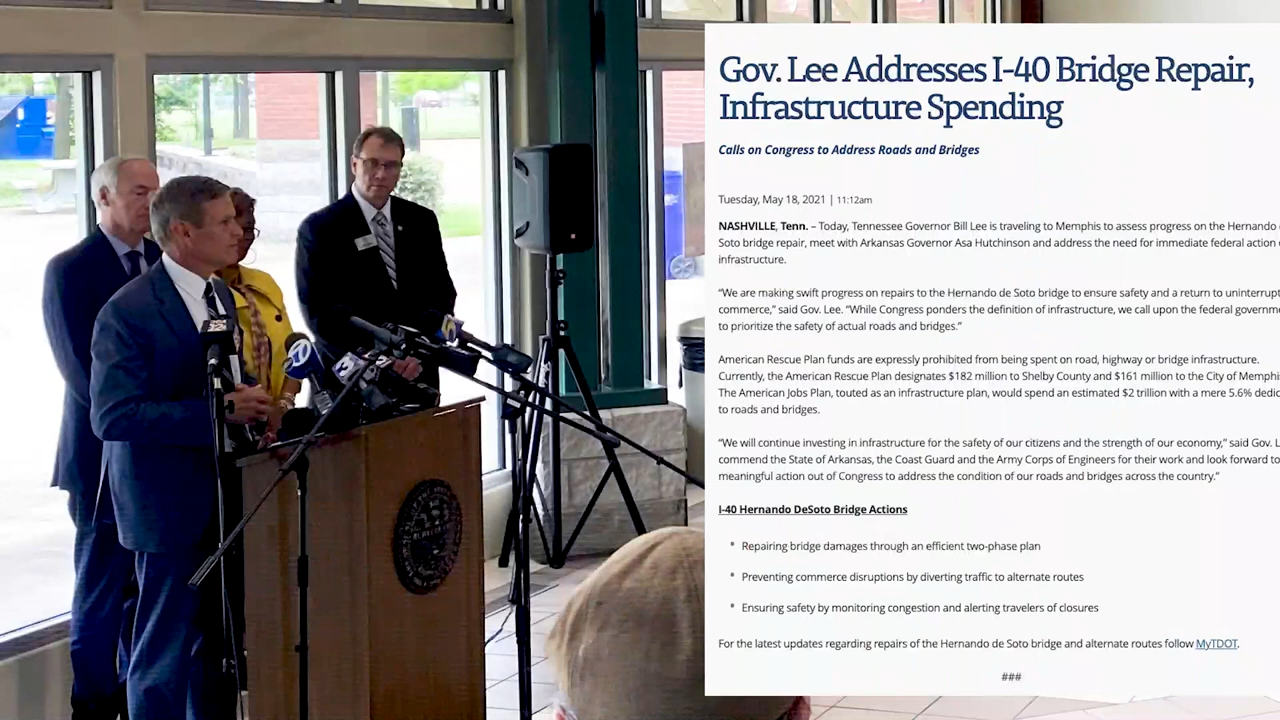 Gov. Lee Addresses I-40 Bridge Repair,
Infrastructure Spending
Calls on Congress to Address Roads and Bridges
Tuesday, May 18, 2021 | 11:12am
NASHVILLE, Tenn. – Today, Tennessee Governor Bill Lee is traveling to Memphis to assess progress on the Hernando
Soto bridge repair, meet with Arkansas Governor Asa Hutchinson and address the need for immediate federal action
infrastructure.
“We are making swift progress on repairs to the Hernando de Soto bridge to ensure safety and a return to uninterrupt
commerce,” said Gov. Lee. “While Congress ponders the definition of infrastructure, we call upon the federal governme
to prioritize the safety of actual roads and bridges.”
American Rescue Plan funds are expressly prohibited from being spent on road, highway or bridge infrastructure.
Currently, the American Rescue Plan designates $182 million to Shelby County and $161 million to the City of Memphis
The American Jobs Plan, touted as an infrastructure plan, would spend an estimated $2 trillion with a mere 5.6% dedic
to roads and bridges.
“We will continue investing in infrastructure for the safety of our citizens and the strength of our economy,” said Gov. L
commend the State of Arkansas, the Coast Guard and the Army Corps of Engineers for their work and look forward to
meaningful action out of Congress to address the condition of our roads and bridges across the country.”
I-40 Hernando DeSoto Bridge Actions
* Repairing bridge damages through an efficient two-phase plan
* Preventing commerce disruptions by diverting traffic to alternate routes
* Ensuring safety by monitoring congestion and alerting travelers of closures
For the latest updates regarding repairs of the Hernando de Soto bridge and alternate routes follow MyTDOT.
###